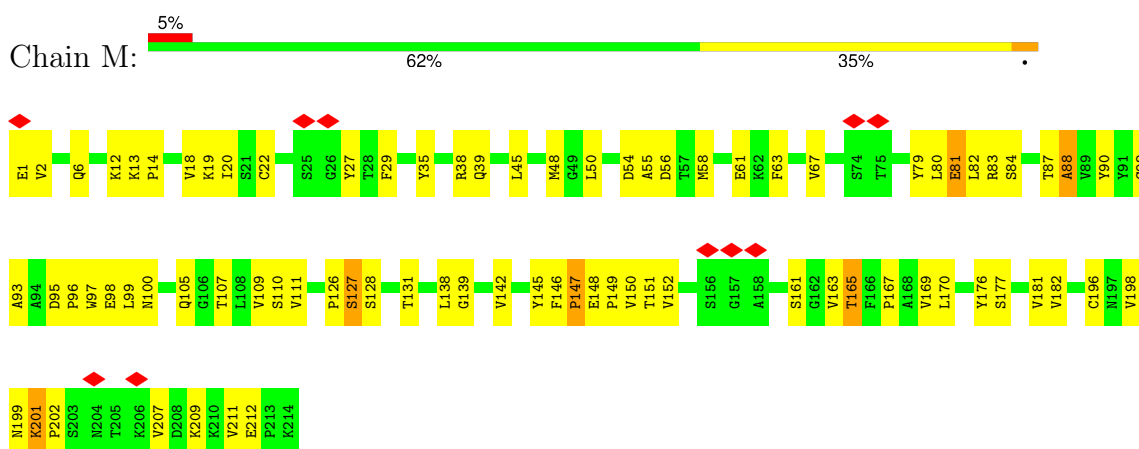 5%
Chain M:
62% 35% •
E1 V2 Q6 K12 K13 P14 V18 K19 I20 S21 C22 S25 G26 Y27 T28 F29 Y35 R38 Q39 L45 M48 G49 L50 D54 A55 D56 T57 M58 E61 K62 F63 V67 S74 T75 Y79 L80 E81 L82 R83 S84 T87 A88 V89 Y90 Y91
A93 A94 D95 P96 W97 E98 L99 N100 Q105 G106 T107 L108 V109 S110 V111 P126 S127 S128 T131 L138 G139 V142 Y145 F146 P147 E148 P149 V150 T151 V152 S156 G157 A158 S161 G162 V163 T165 F166 P167 A168 V169 L170 Y176 S177 V181 V182 C196 N197 V198
N199 K201 P202 S203 N204 T205 K206 V207 D208 K209 K210 V211 E212 P213 K214